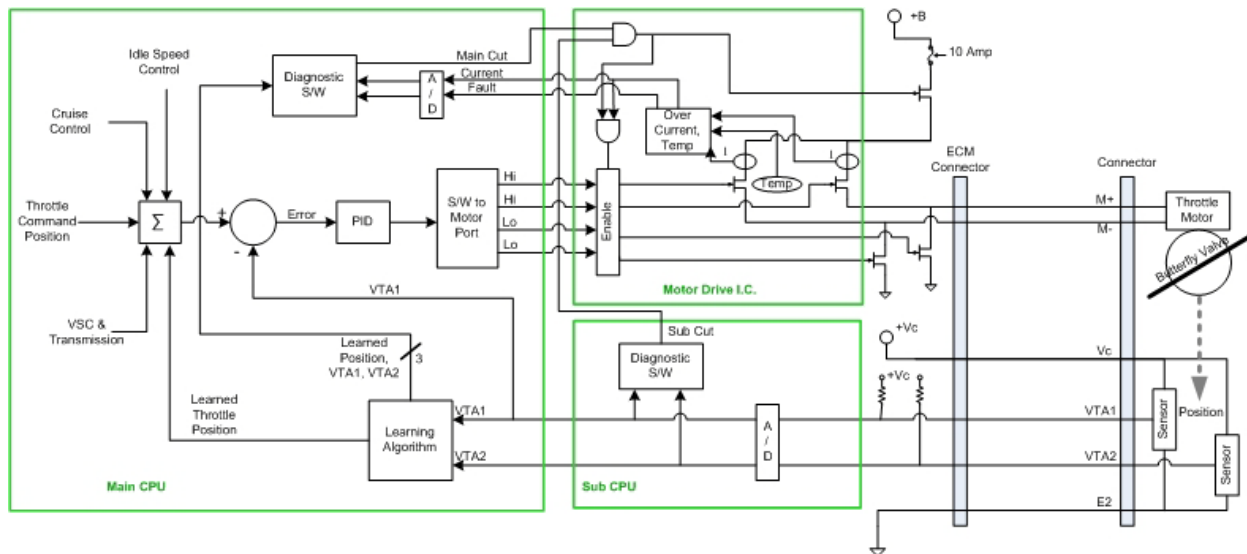 Idle Speed
Control
Cruise
Control
Throttle
Command
Position
VSC &
Transmission
Σ
+
-
Error
PID
S/W to
Motor
Port
Hi
Hi
Lo
Lo
Diagnostic
S/W
Main Cut
Current
Fault
A
/
D
VTA1
Learned
Position,
VTA1, VTA2
3
Learned
Throttle
Position
Learning
Algorithm
VTA1
VTA2
Main CPU
Over
Current,
Temp
I
I
Temp
Enable
Motor Drive I.C.
Sub Cut
Diagnostic
S/W
A
/
D
Sub CPU
+B
10 Amp
ECM
Connector
Connector
M+
M-
Throttle
Motor
Butterfly Valve
+Vc
+Vc
Vc
VTA1
VTA2
E2
Position
Sensor
Sensor